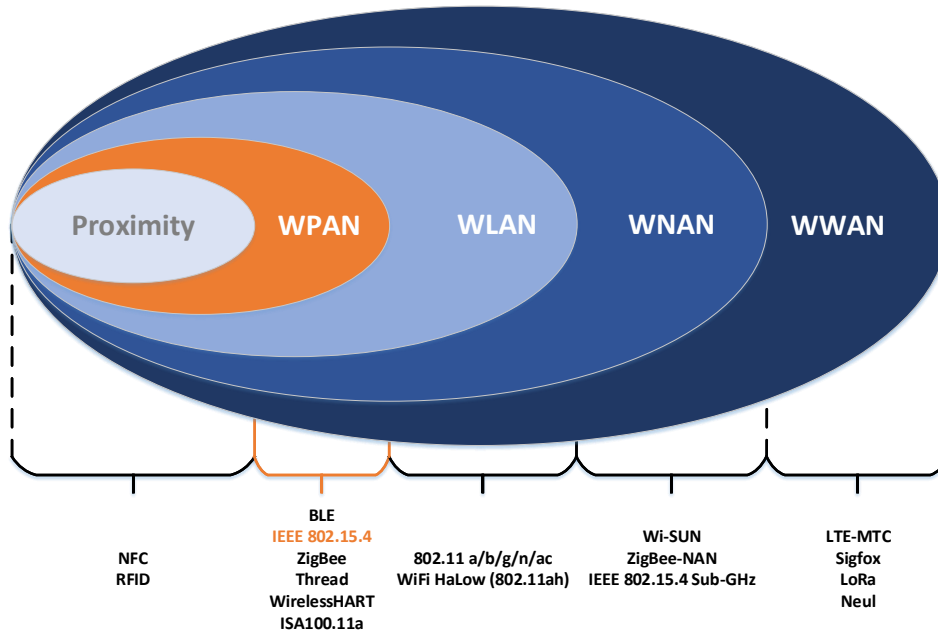 Proximity
WPAN
WLAN
WNAN
WWAN
NFC
RFID
BLE
IEEE 802.15.4
ZigBee
Thread
WirelessHART
ISA100.11a
802.11 a/b/g/n/ac
WiFi HaLow (802.11ah)
Wi-SUN
ZigBee-NAN
IEEE 802.15.4 Sub-GHz
LTE-MTC
Sigfox
LoRa
Neul